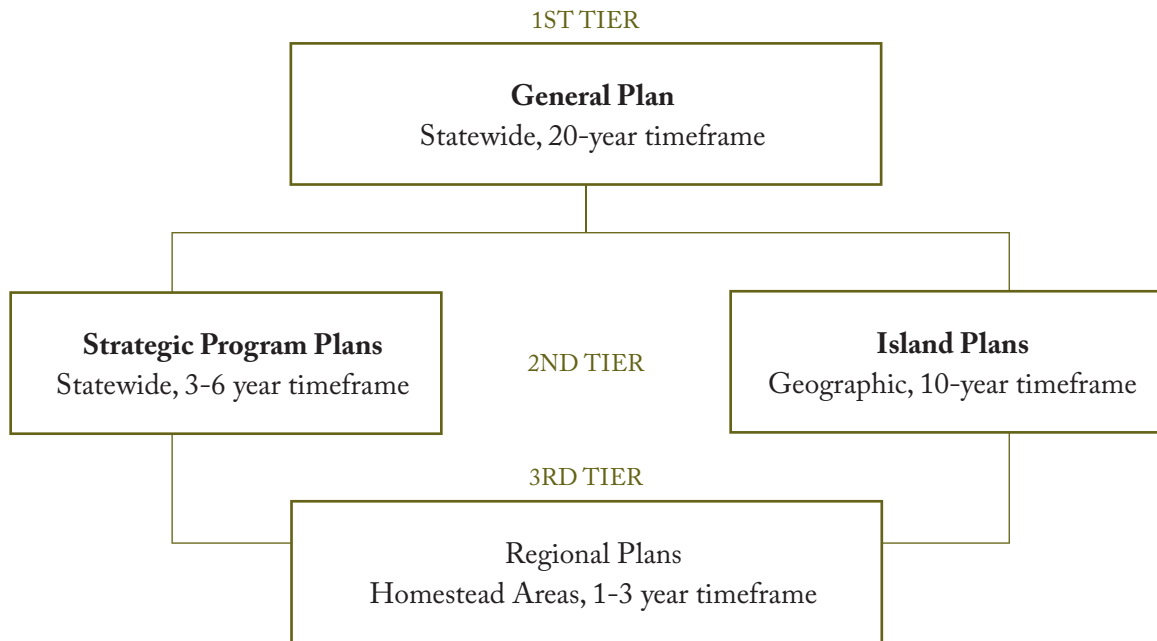 1ST TIER
General Plan
Statewide, 20-year timeframe
Strategic Program Plans
Statewide, 3-6 year timeframe
2ND TIER
Island Plans
Geographic, 10-year timeframe
3RD TIER
Regional Plans
Homestead Areas, 1-3 year timeframe